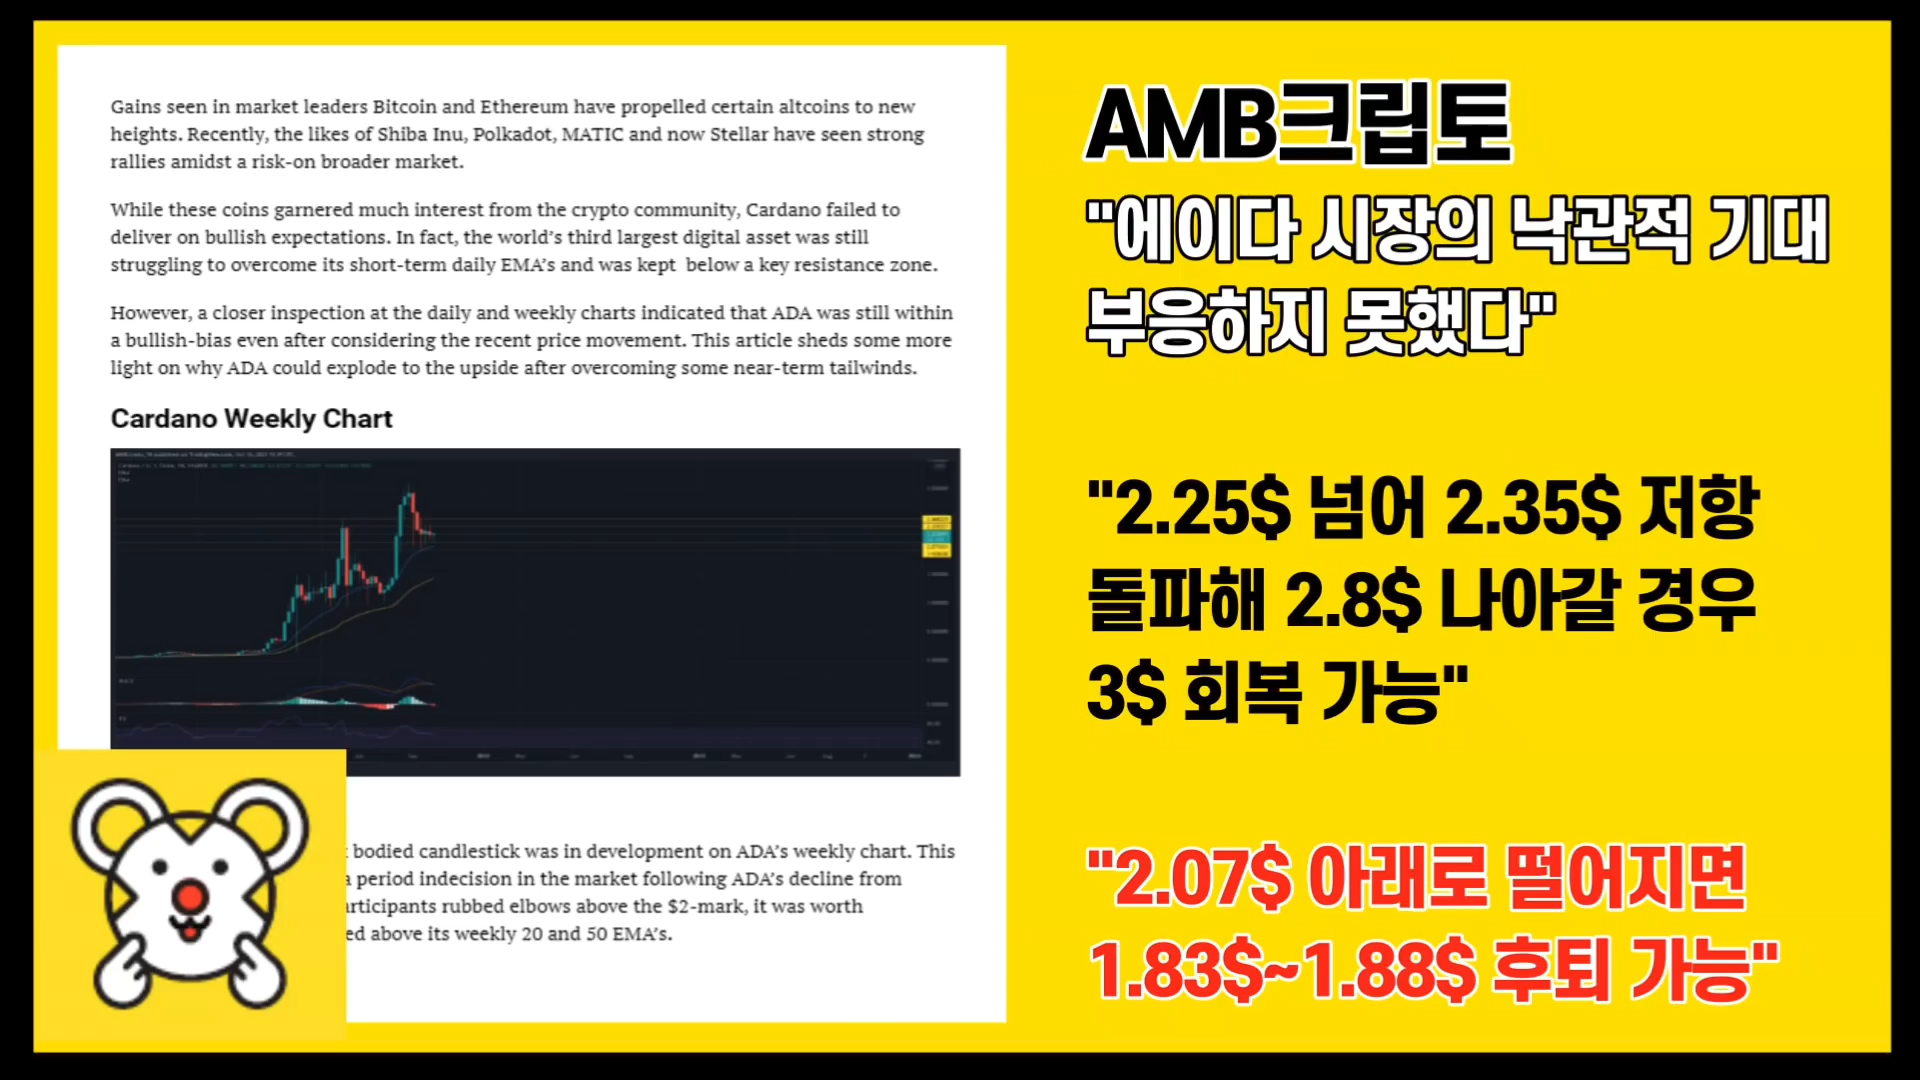 Gains seen in market leaders Bitcoin and Ethereum have propelled certain altcoins to new
heights. Recently, the likes of Shiba Inu, Polkadot, MATIC and now Stellar have seen strong
rallies amidst a risk-on broader market.
While these coins garnered much interest from the crypto community, Cardano failed to
deliver on bullish expectations. In fact, the world's third largest digital asset was still
struggling to overcome its short-term daily EMA's and was kept below a key resistance zone.
However, a closer inspection at the daily and weekly charts indicated that ADA was still within
a bullish-bias even after considering the recent price movement. This article sheds some more
light on why ADA could explode to the upside after overcoming some near-term tailwinds.
Cardano Weekly Chart
bodied candlestick was in development on ADA's weekly chart. This
period indecision in the market following ADA's decline from
rubbed elbows above the $2-mark, it was worth
above its weekly 20 and 50 EMA's.
AMB크립토
"에이다 시장의 낙관적 기대
부응하지 못했다"
"2.25$ 넘어 2.35$ 저항
돌파해 2.8$ 나아갈 경우
3$ 회복 가능"
"2.07$ 아래로 떨어지면
1.83$~1.88$ 후퇴 가능"